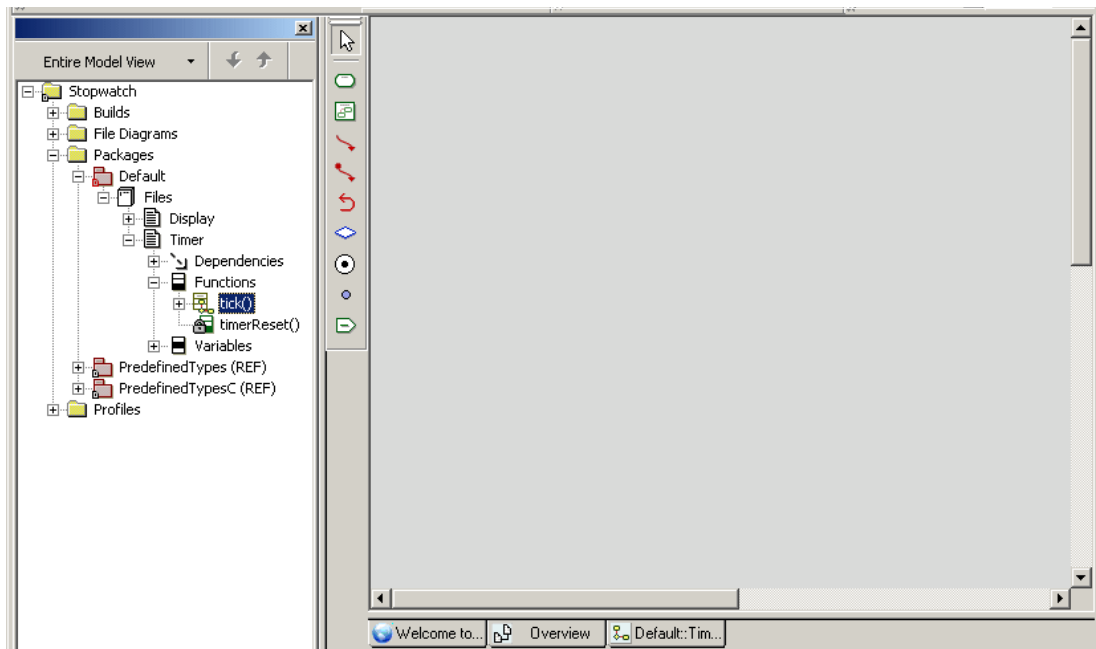 Entire Model View
Stopwatch
Builds
File Diagrams
Packages
Default
Files
Display
Timer
Dependencies
Functions
tick()
timerReset()
Variables
PredefinedTypes (REF)
PredefinedTypesC (REF)
Profiles
Welcome to... Overview Default::Tim...